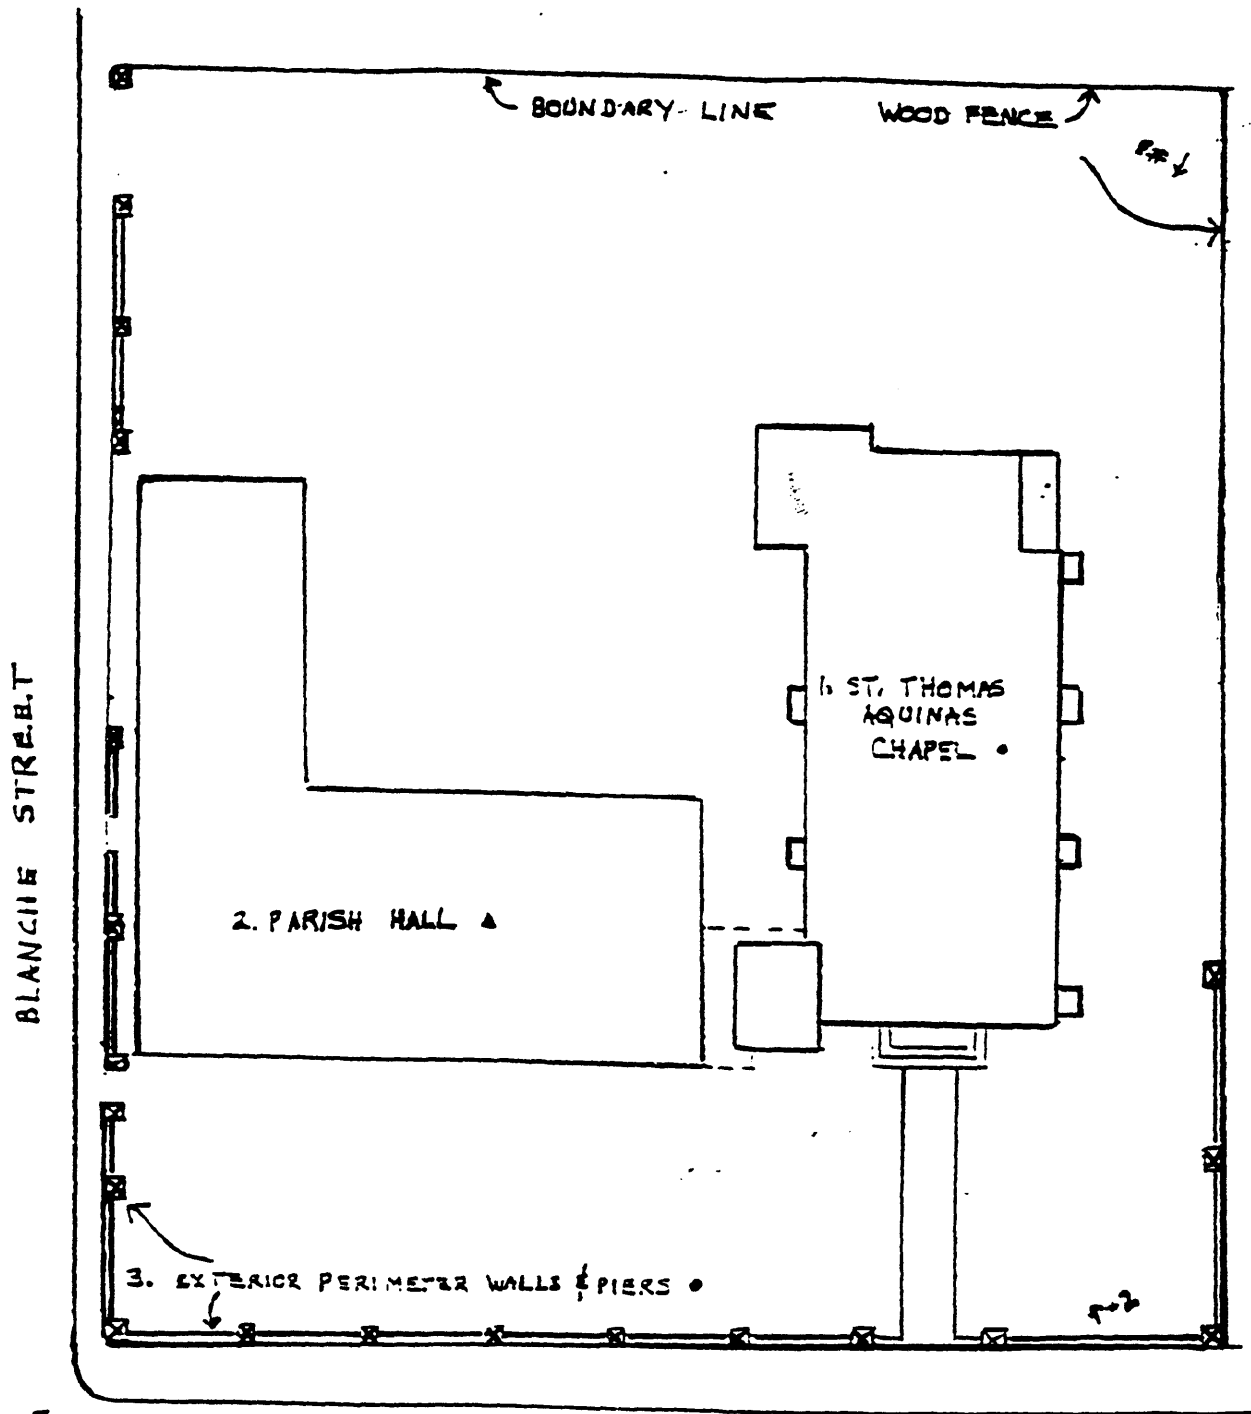 BOUNDARY LINE
WOOD FENCE
1. ST. THOMAS
AQUINAS
CHAPEL •
BLANCHE STREET
2. PARISH HALL ▲
3. EXTERIOR PERIMETER WALLS & PIERS •